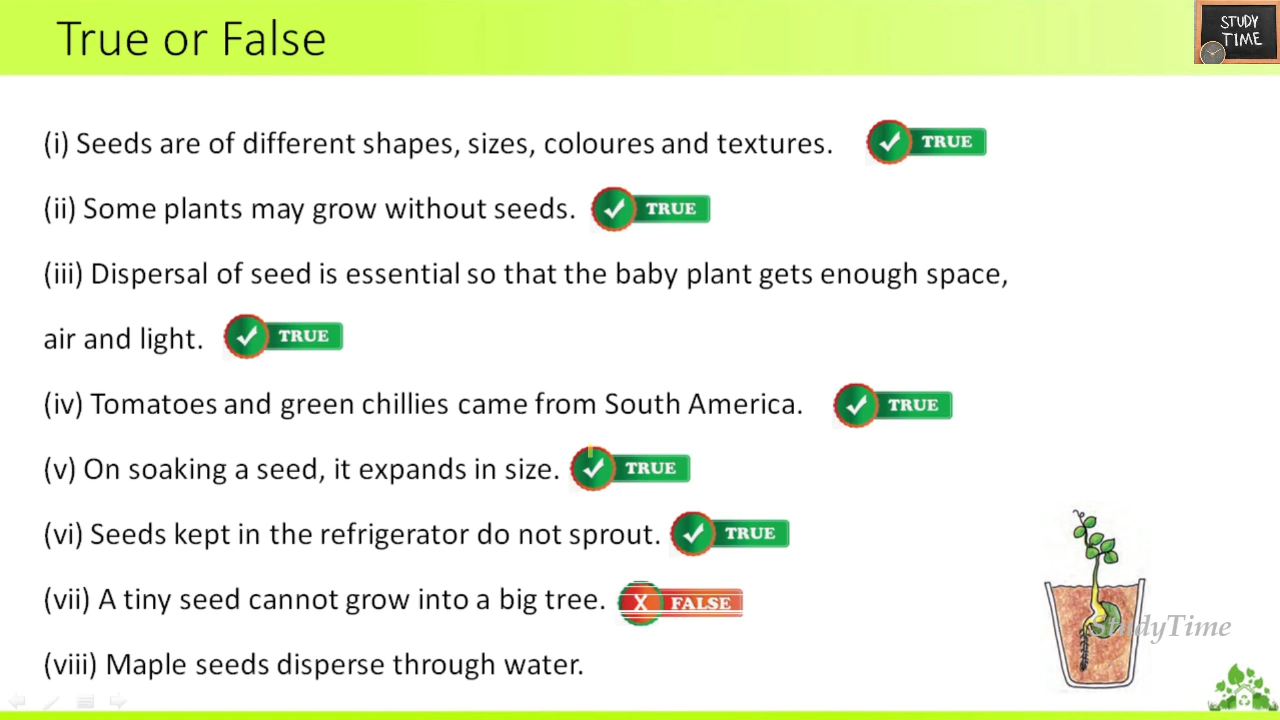 True or False
STUDY
TIME
(i) Seeds are of different shapes, sizes, coloures and textures. TRUE
(ii) Some plants may grow without seeds. TRUE
(iii) Dispersal of seed is essential so that the baby plant gets enough space,
air and light. TRUE
(iv) Tomatoes and green chillies came from South America. TRUE
(v) On soaking a seed, it expands in size. TRUE
(vi) Seeds kept in the refrigerator do not sprout. TRUE
(vii) A tiny seed cannot grow into a big tree. X FALSE
(viii) Maple seeds disperse through water.
StudyTime